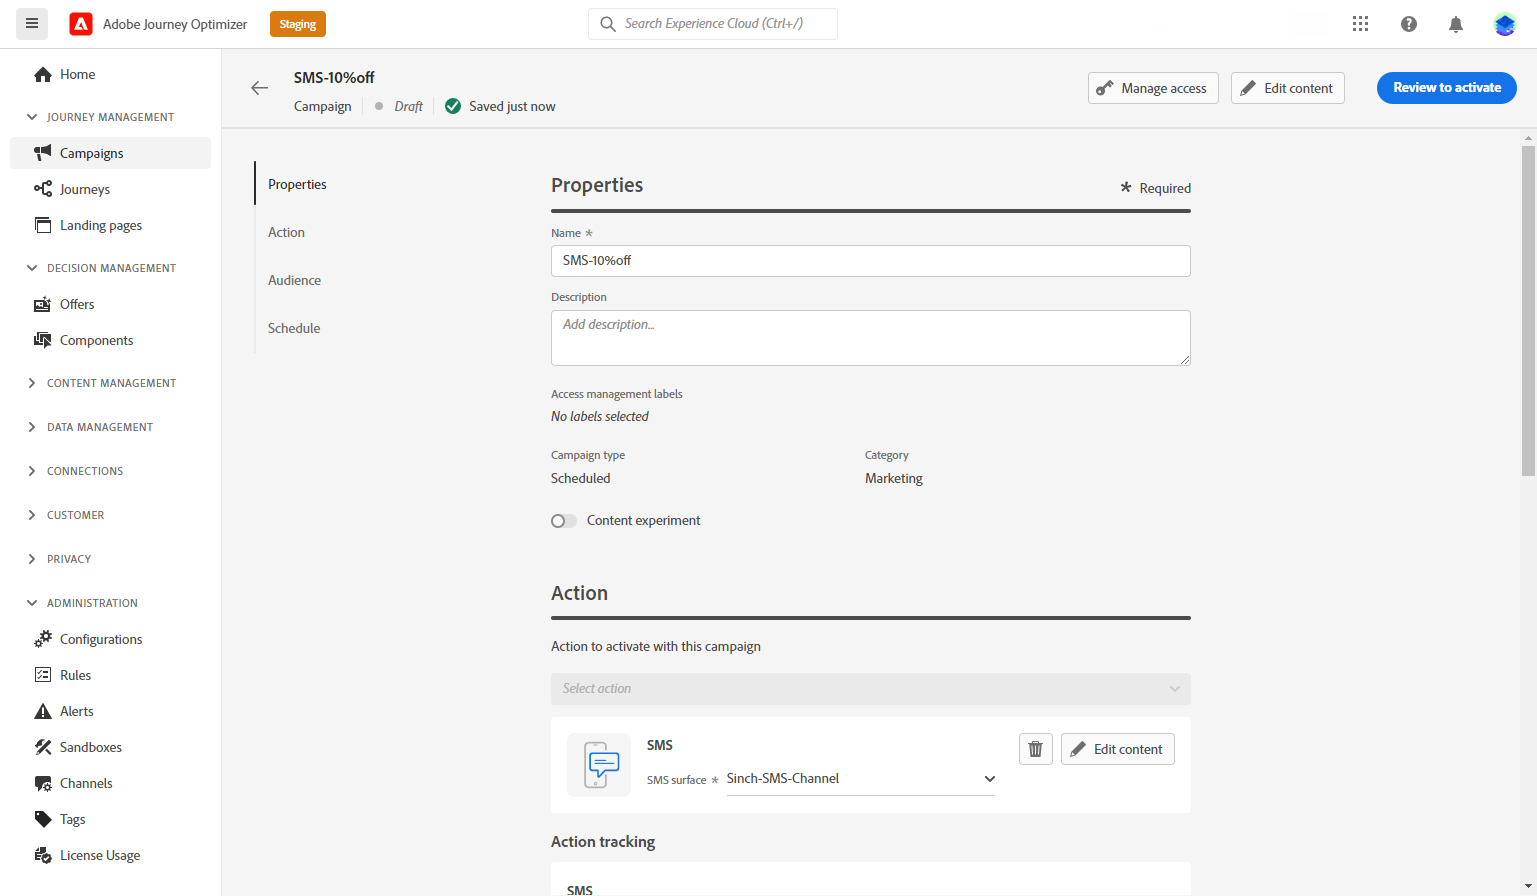 Adobe Journey Optimizer
Staging
Search Experience Cloud (Ctrl+/)
Home
JOURNEY MANAGEMENT
Campaigns
Journeys
Landing pages
DECISION MANAGEMENT
Offers
Components
CONTENT MANAGEMENT
DATA MANAGEMENT
CONNECTIONS
CUSTOMER
PRIVACY
ADMINISTRATION
Configurations
Rules
Alerts
Sandboxes
Channels
Tags
License Usage
SMS-10%off
Campaign
Draft
Saved just now
Manage access
Edit content
Review to activate
Properties
Action
Audience
Schedule
Properties
* Required
Name *
SMS-10%off
Description
Add description...
Access management labels
No labels selected
Campaign type
Category
Scheduled
Marketing
Content experiment
Action
Action to activate with this campaign
Select action
SMS
SMS surface * Sinch-SMS-Channel
Edit content
Action tracking
SMS